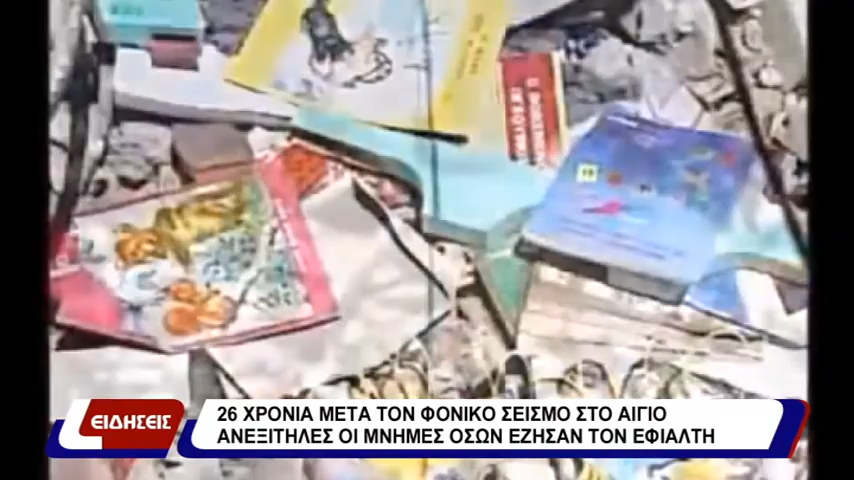 ΕΙΔΗΣΕΙΣ
26 ΧΡΟΝΙΑ ΜΕΤΑ ΤΟΝ ΦΟΝΙΚΟ ΣΕΙΣΜΟ ΣΤΟ ΑΙΓΙΟ
ΑΝΕΞΙΤΗΛΕΣ ΟΙ ΜΝΗΜΕΣ ΟΣΩΝ ΕΖΗΣΑΝ ΤΟΝ ΕΦΙΑΛΤΗ